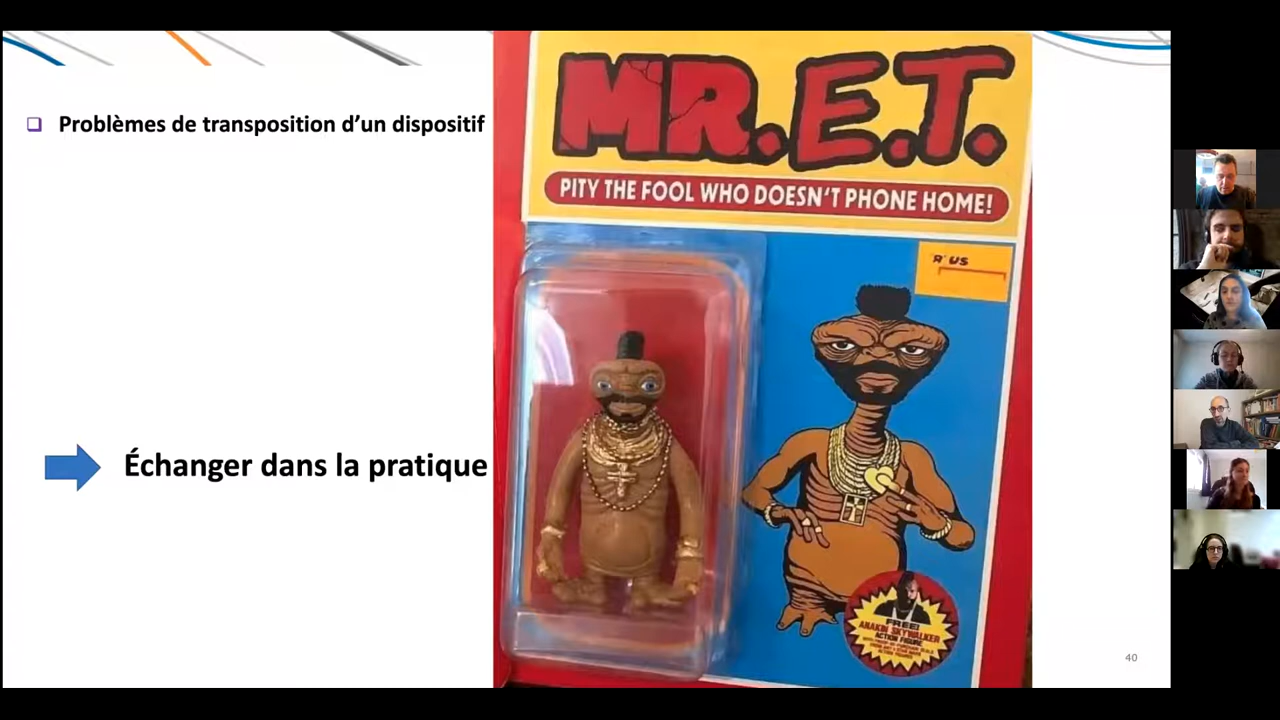 Problèmes de transposition d'un dispositif
Échanger dans la pratique
MR. E.T.
PITY THE FOOL WHO DOESN'T PHONE HOME!
R' US
FREE!
ANAKIN SKYWALKER
ACTION FIGURE
40